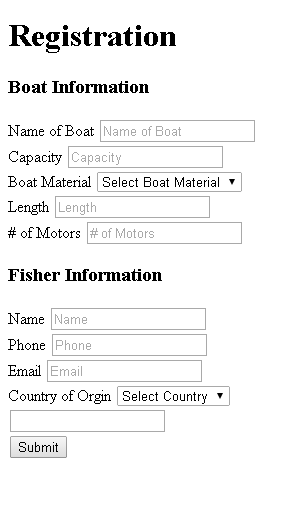 Registration
Boat Information
Name of Boat Name of Boat
Capacity Capacity
Boat Material Select Boat Material
Length Length
# of Motors # of Motors
Fisher Information
Name Name
Phone Phone
Email Email
Country of Orgin Select Country
Submit